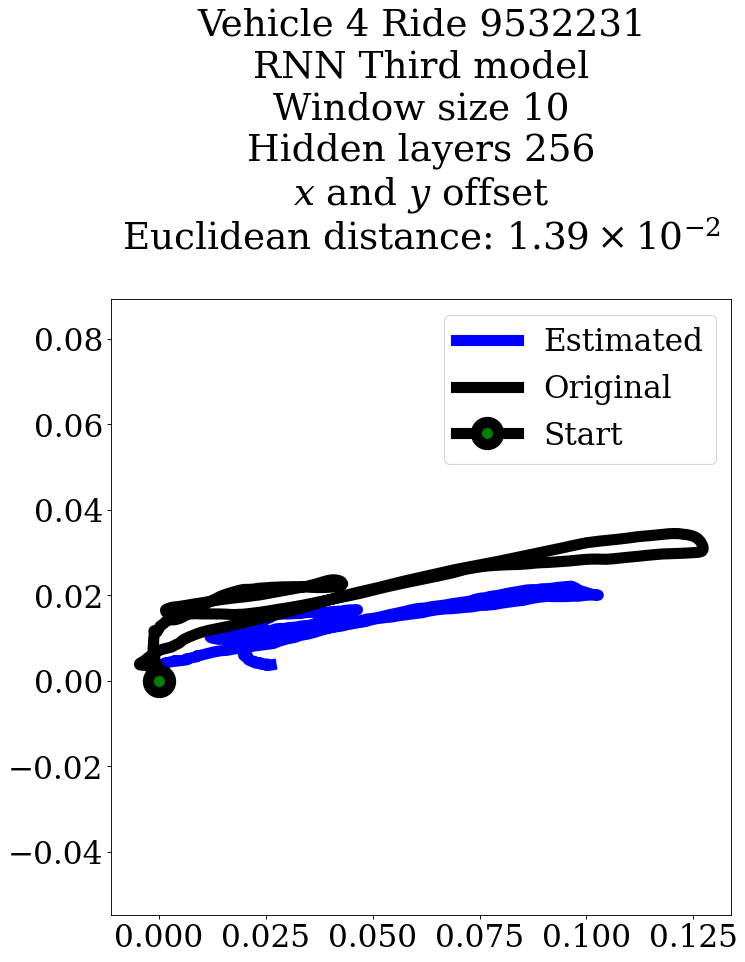 Vehicle 4 Ride 9532231
RNN Third model
Window size 10
Hidden layers 256
x and y offset
Euclidean distance: 1.39 × 10⁻²
Estimated
Original
Start
0.08
0.06
0.04
0.02
0.00
−0.02
−0.04
0.000 0.025 0.050 0.075 0.100 0.125